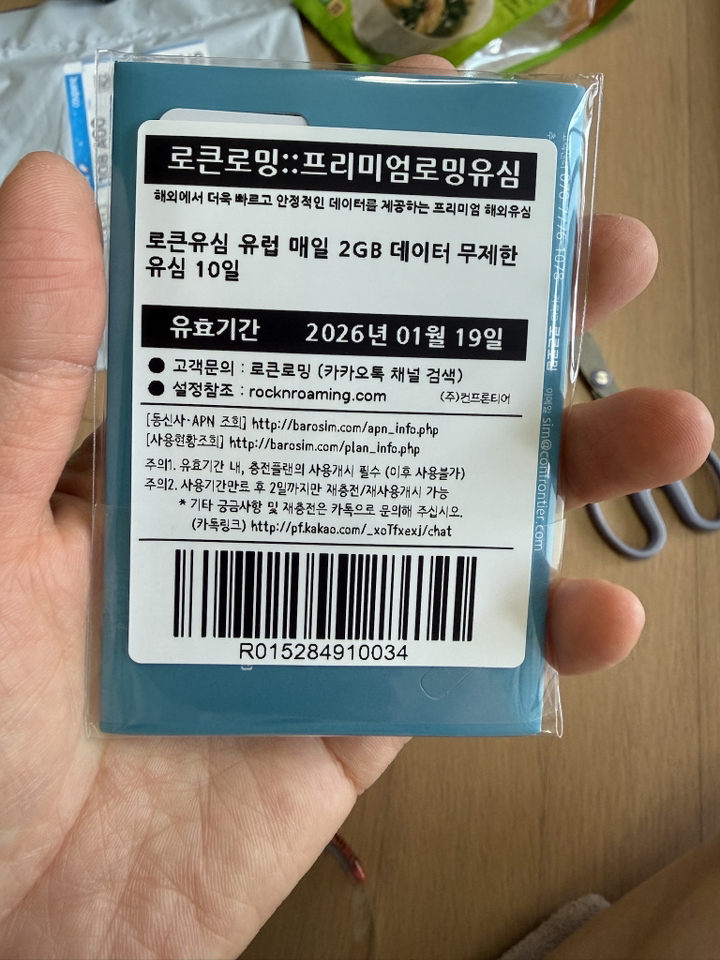 로큰로밍::프리미엄로밍유심
해외에서 더욱 빠르고 안정적인 데이터를 제공하는 프리미엄 해외유심
로큰유심 유럽 매일 2GB 데이터 무제한
유심 10일
유효기간 2026년 01월 19일
● 고객문의 : 로큰로밍 (카카오톡 채널 검색)
● 설정참조 : rocknroaming.com (주)컨프론티어
[통신사·APN 조회] http://barosim.com/apn_info.php
[사용현황조회] http://barosim.com/plan_info.php
주의1. 유효기간 내, 충전플랜의 사용개시 필수 (이후 사용불가)
주의2. 사용기간만료 후 2일까지만 재충전/재사용개시 가능
* 기타 궁금사항 및 재충전은 카톡으로 문의해 주십시오.
(카톡링크) http://pf.kakao.com/_xoTfxexj/chat
R015284910034
로큰로밍
이메일 sim@comfrontier.com